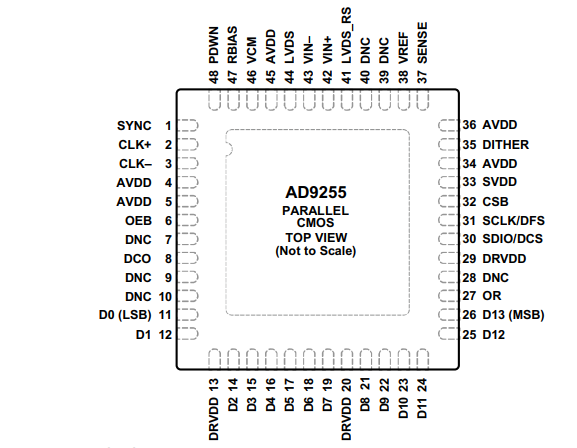 48 PDWN
47 RBIAS
46 VCM
45 AVDD
44 LVDS
43 VIN–
42 VIN+
41 LVDS_RS
40 DNC
39 DNC
38 VREF
37 SENSE
SYNC 1
CLK+ 2
CLK– 3
AVDD 4
AVDD 5
OEB 6
DNC 7
DCO 8
DNC 9
DNC 10
D0 (LSB) 11
D1 12
AD9255
PARALLEL
CMOS
TOP VIEW
(Not to Scale)
36 AVDD
35 DITHER
34 AVDD
33 SVDD
32 CSB
31 SCLK/DFS
30 SDIO/DCS
29 DRVDD
28 DNC
27 OR
26 D13 (MSB)
25 D12
DRVDD 13
D2 14
D3 15
D4 16
D5 17
D6 18
D7 19
DRVDD 20
D8 21
D9 22
D10 23
D11 24